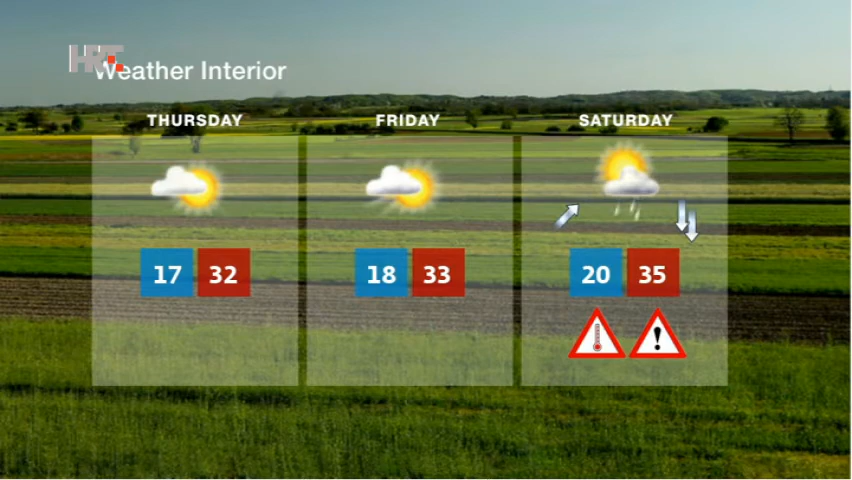 HRT
Weather Interior
THURSDAY FRIDAY SATURDAY
17 32 18 33 20 35
!